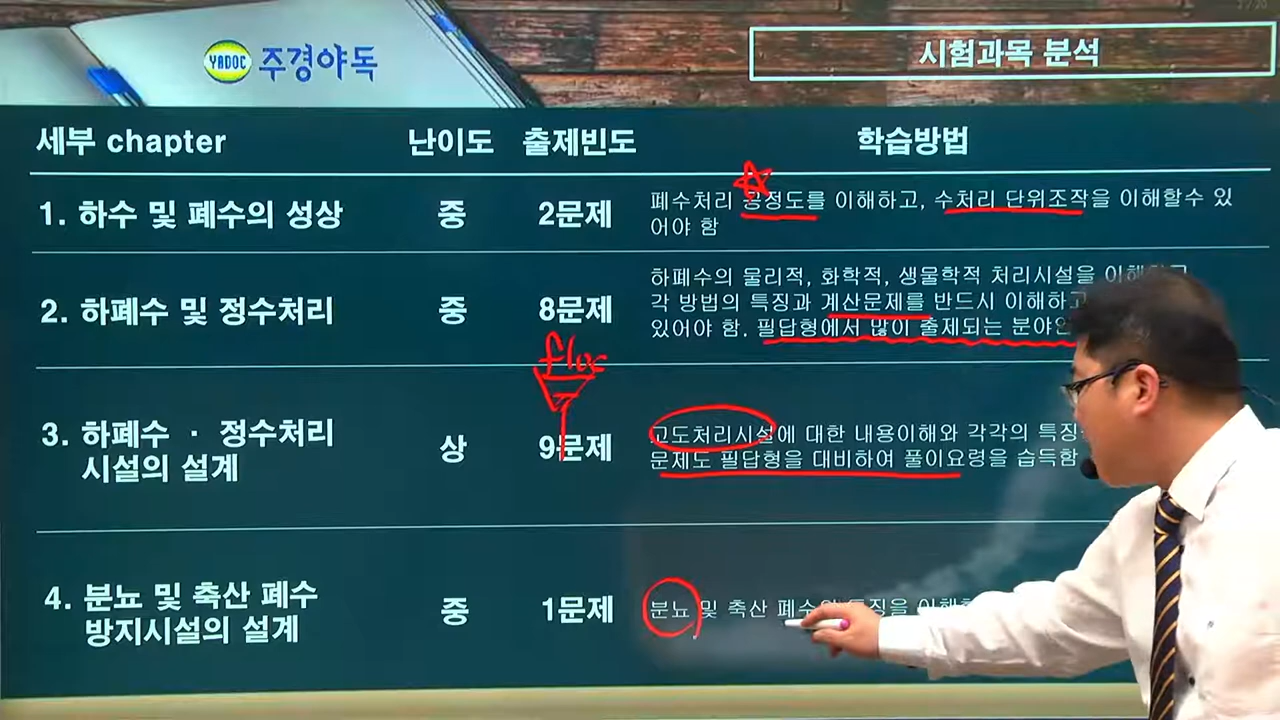 YADOC 주경야독
시험과목 분석
세부 chapter 난이도 출제빈도 학습방법
1. 하수 및 폐수의 성상 중 2문제
폐수처리 공정도를 이해하고, 수처리 단위조작을 이해할수 있
어야 함
2. 하폐수 및 정수처리 중 8문제
하폐수의 물리적, 화학적, 생물학적 처리시설을
각 방법의 특징과 계산문제를 반드시 이해하고
있어야 함. 필답형에서 많이 출제되는
floc
3. 하폐수 · 정수처리
시설의 설계
상 9문제
고도처리시설에 대한 내용이해와 각각의 특징
문제도 필답형을 대비하여 풀이요령을 습득함
4. 분뇨 및 축산 폐수
방지시설의 설계
중 1문제
분뇨 및 축산